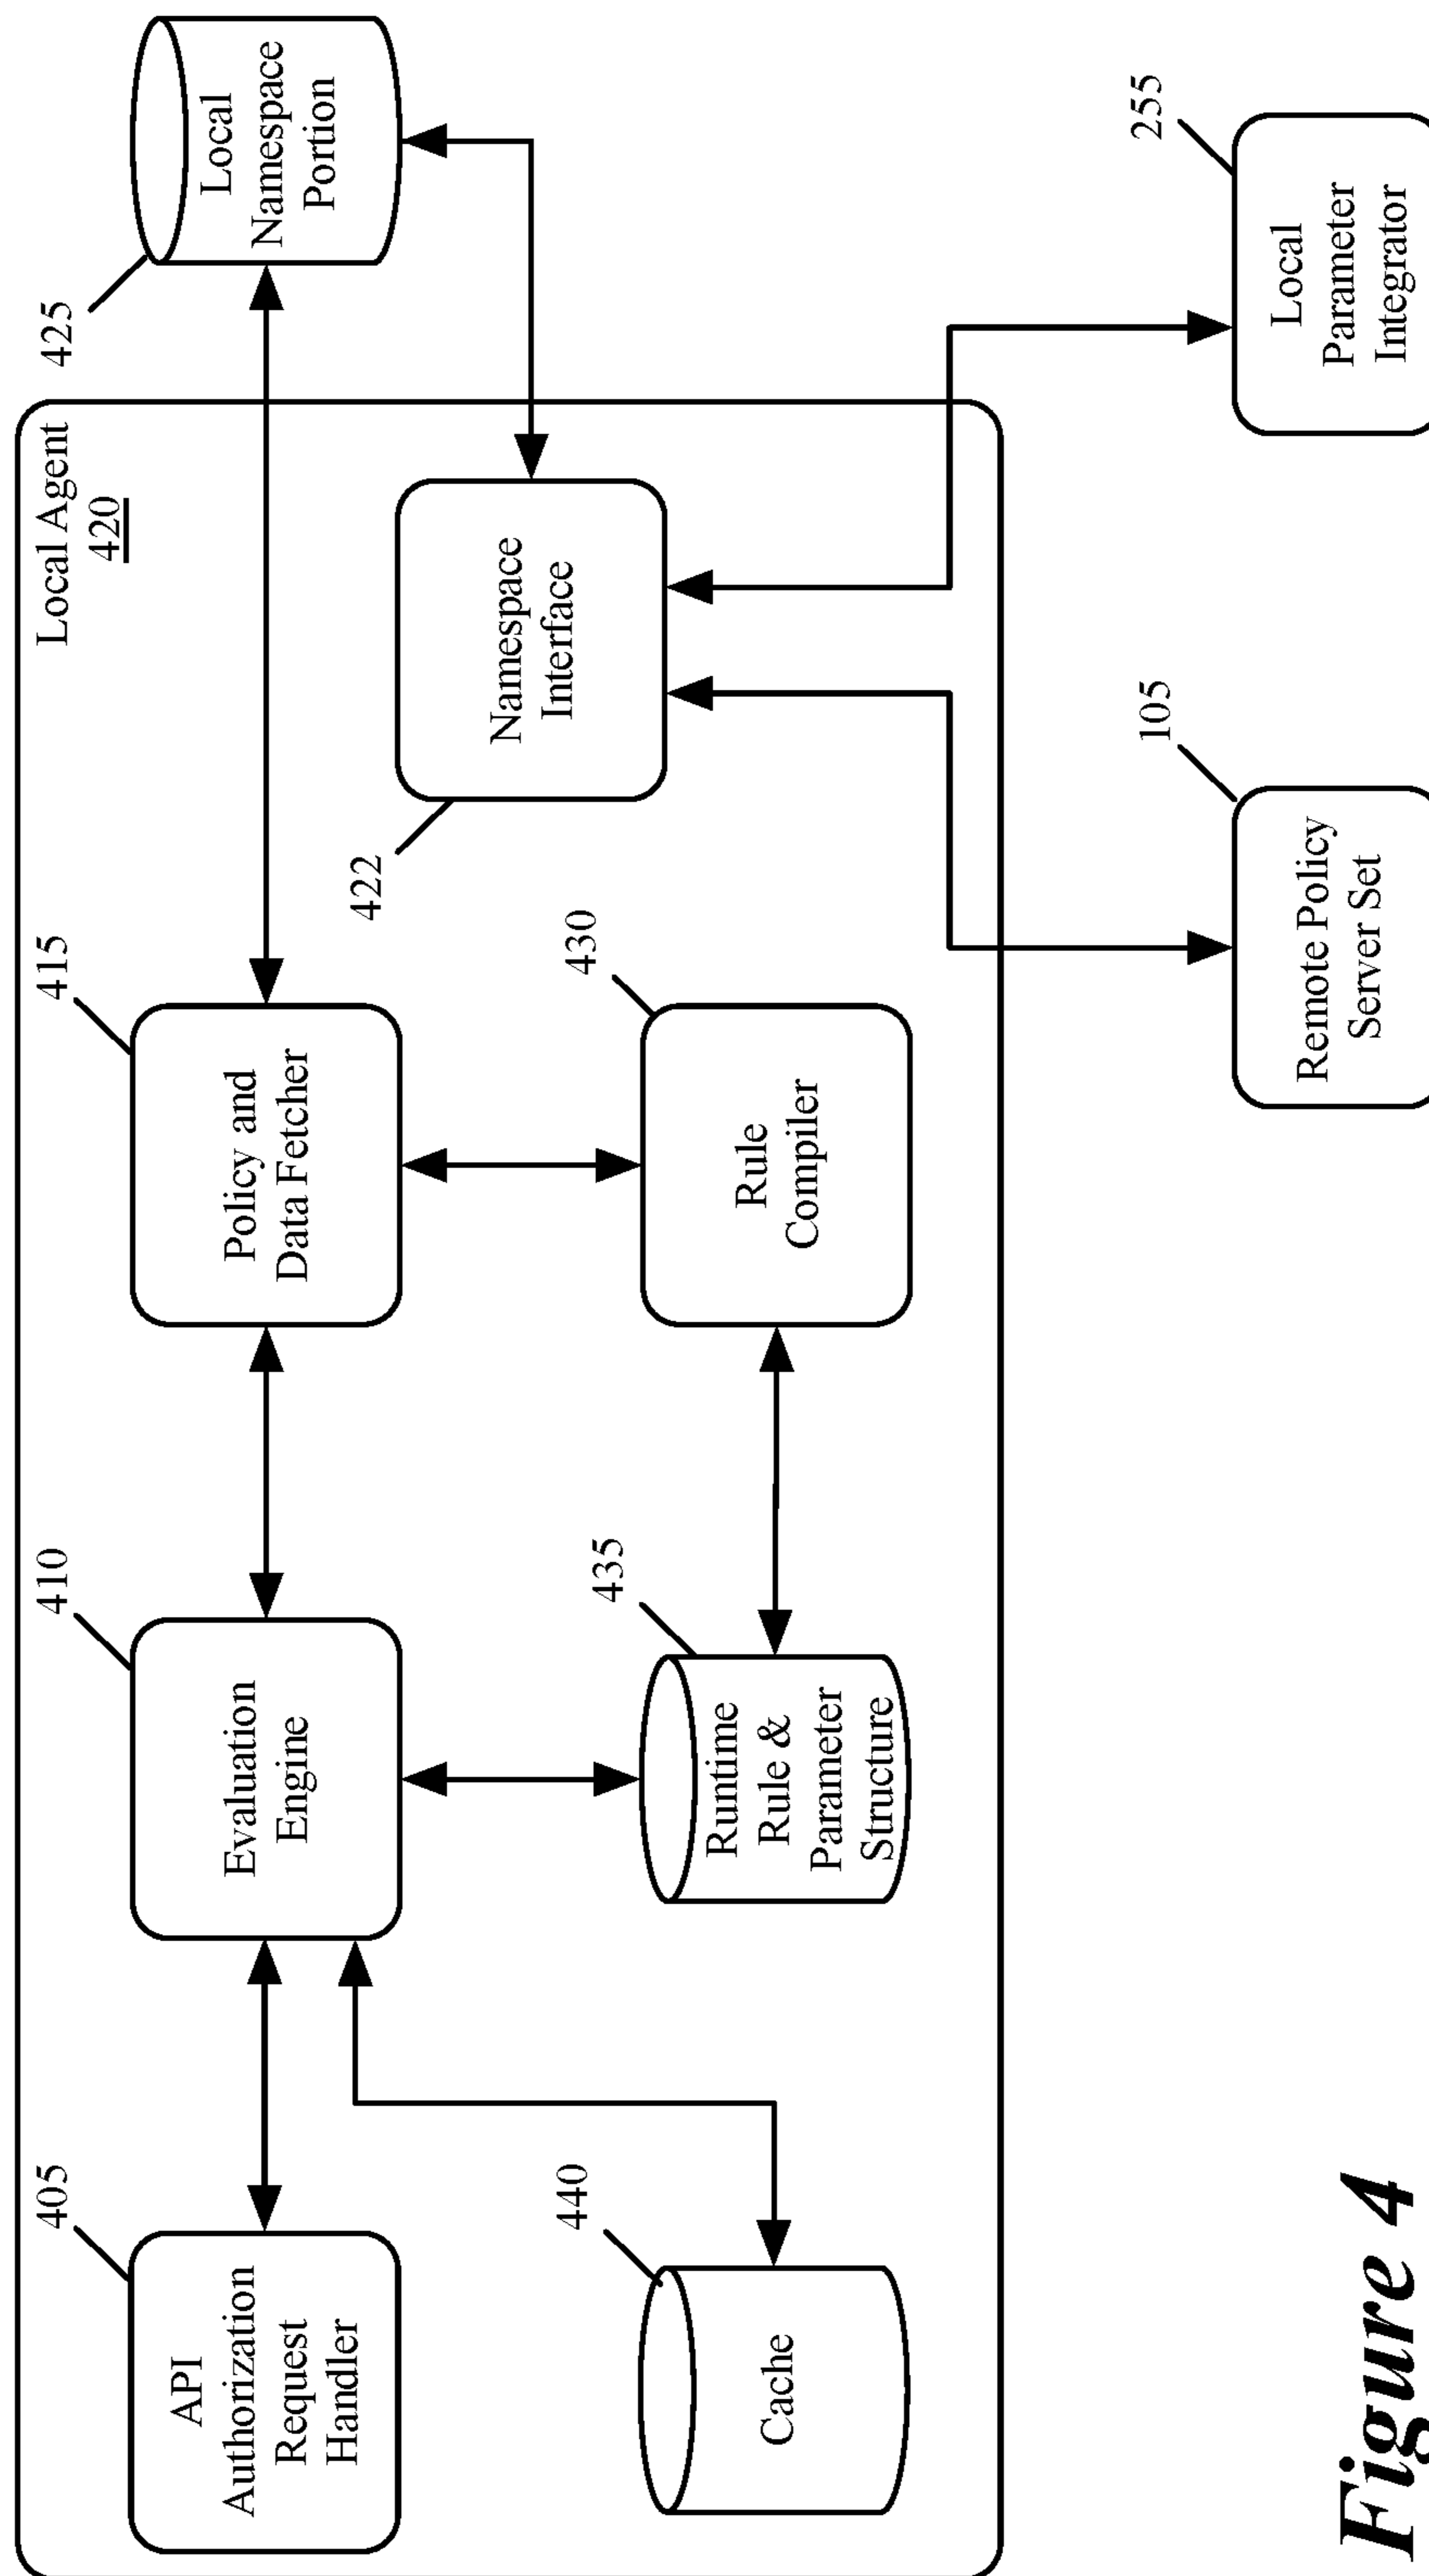 Local Agent
420
405
API
Authorization
Request
Handler
410
Evaluation
Engine
415
Policy and
Data Fetcher
425
Local
Namespace
Portion
440
Cache
435
Runtime
Rule &
Parameter
Structure
430
Rule
Compiler
422
Namespace
Interface
105
Remote Policy
Server Set
255
Local
Parameter
Integrator
Figure 4